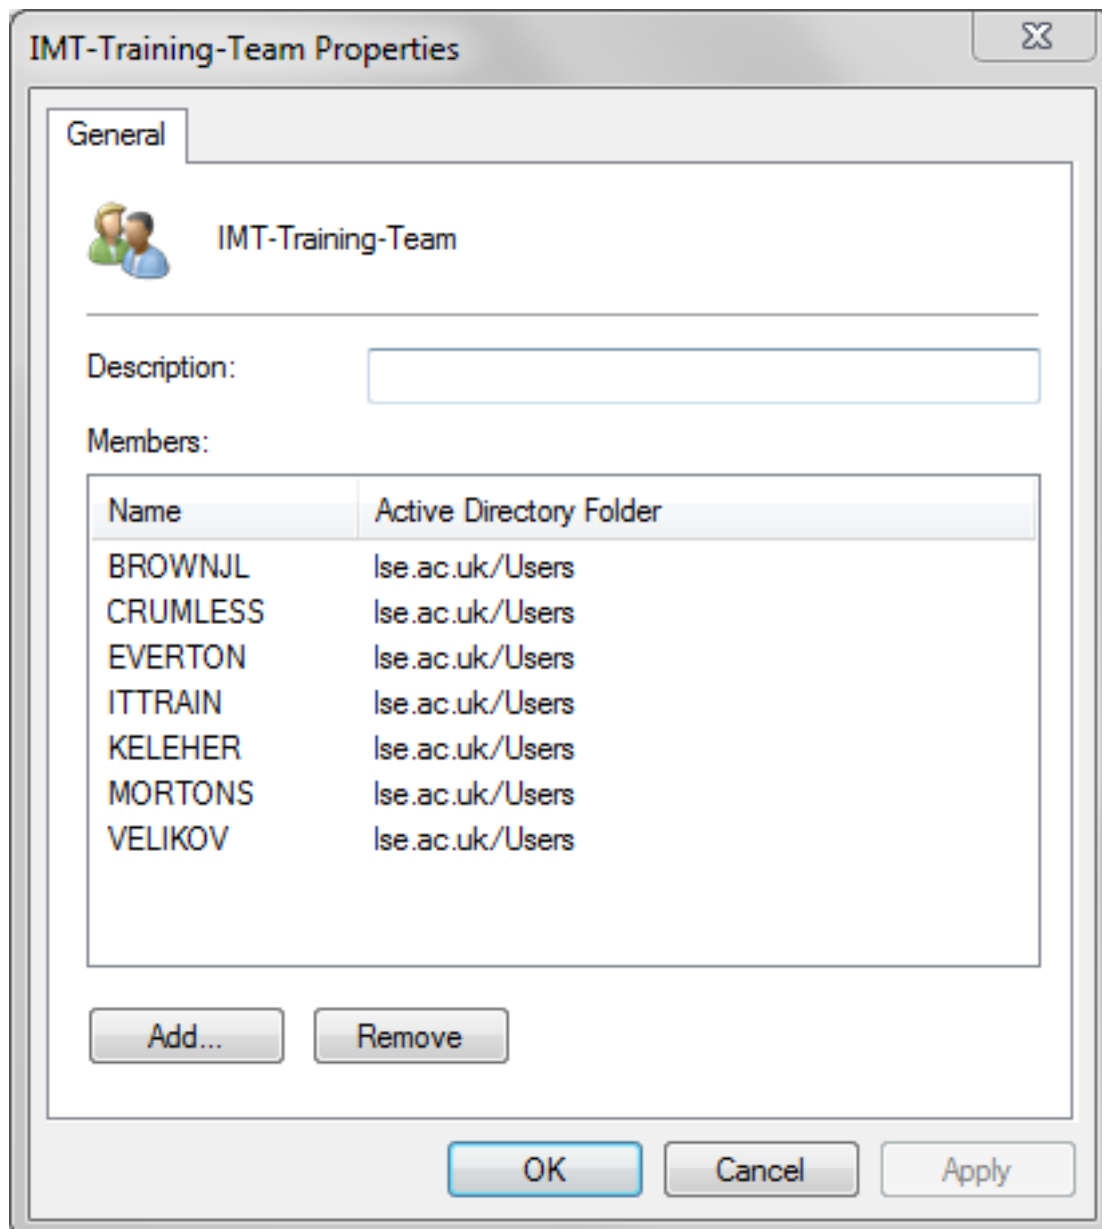 IMT-Training-Team Properties
General
IMT-Training-Team
Description:
Members:
Name Active Directory Folder
BROWNJL lse.ac.uk/Users
CRUMLESS lse.ac.uk/Users
EVERTON lse.ac.uk/Users
ITTRAIN lse.ac.uk/Users
KELEHER lse.ac.uk/Users
MORTONS lse.ac.uk/Users
VELIKOV lse.ac.uk/Users
Add... Remove
OK Cancel Apply